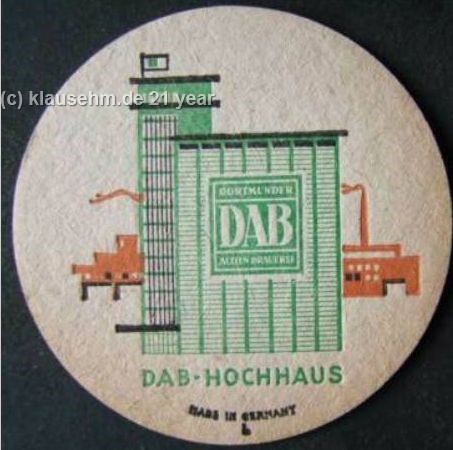 (c) klausehm.de 21 year
DORTMUNDER
DAB
ACTIEN BRAUEREI
DAB-HOCHHAUS
MADE IN GERMANY
L